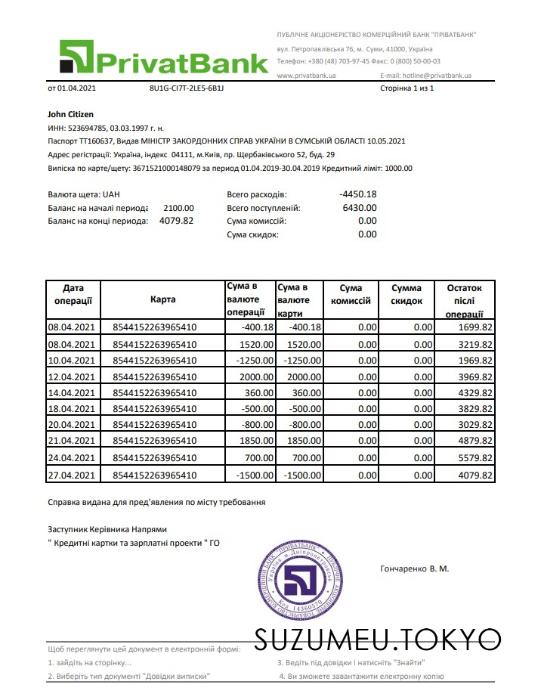 ПУБЛІЧНЕ АКЦІОНЕРІСТВО КОМЕРЦІЙНИЙ БАНК "ПРІВАТБАНК"
вул. Петропавлівська 76, м. Суми, 41000, Україна
Телефон: +380 (48) 703-97-45 Факс: 0 (800) 50-00-03
www.privatbank.ua E-mail: hotline@privatbank.ua
PrivatBank
от 01.04.2021 8U1G-CI7T-2LE5-6B1J Сторінка 1 из 1
John Citizen
ИНН: 523694785, 03.03.1997 г. н.
Паспорт ТТ160637, Видав МІНІСТР ЗАКОРДОННИХ СПРАВ УКРАЇНИ В СУМСЬКІЙ ОБЛАСТІ 10.05.2021
Адрес регістрації: Україна, індекс 04111, м.Київ, пр. Щербаківського 52, буд. 29
Випіска по карте/щету: 3671521000148079 за период 01.04.2019-30.04.2019 Кредитний ліміт: 1000.00
Валюта щета: UAH Всего расходів: -4450.18
Баланс на началі периода: 2100.00 Всего поступленій: 6430.00
Баланс на кінці периода: 4079.82 Сума комиссій: 0.00
Сума скидок: 0.00
Дата операції Карта Сума в валюте операції Сума в валюте карти Сума комиссій Сумма скидок Остаток після операції
08.04.2021 8544152263965410 -400.18 -400.18 0.00 0.00 1699.82
08.04.2021 8544152263965410 1520.00 1520.00 0.00 0.00 3219.82
10.04.2021 8544152263965410 -1250.00 -1250.00 0.00 0.00 1969.82
12.04.2021 8544152263965410 2000.00 2000.00 0.00 0.00 3969.82
14.04.2021 8544152263965410 360.00 360.00 0.00 0.00 4329.82
18.04.2021 8544152263965410 -500.00 -500.00 0.00 0.00 3829.82
20.04.2021 8544152263965410 -800.00 -800.00 0.00 0.00 3029.82
21.04.2021 8544152263965410 1850.00 1850.00 0.00 0.00 4879.82
24.04.2021 8544152263965410 700.00 700.00 0.00 0.00 5579.82
27.04.2021 8544152263965410 -1500.00 -1500.00 0.00 0.00 4079.82
Справка видана для пред'явлення по місту требования
Заступник Керівника Напрями
" Кредитні картки та зарплатні проекти " ГО
Гончаренко В. М.
SUZUMEU.TOKYO
Щоб переглянути цей документ в електронній формі:
1. зайдіть на сторінку... 3. Ведіть під довідки і натисніть "Знайти"
2. Виберіть тип документу "Довідки виписки" 4. Ви зможете завантажити електронну копію